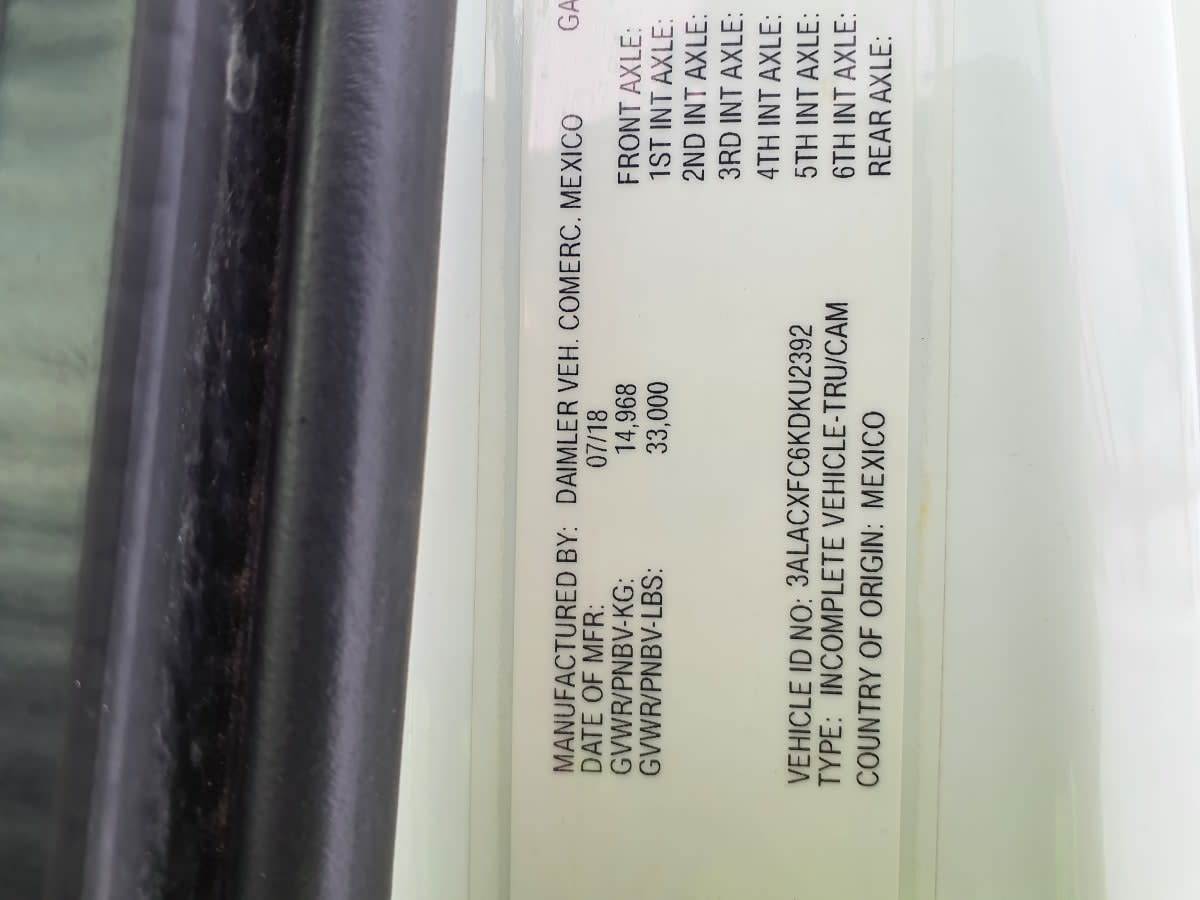 MANUFACTURED BY: DAIMLER VEH. COMERC. MEXICO GA
DATE OF MFR: 07/18
GVWR/PNBV-KG: 14,968 FRONT AXLE:
GVWR/PNBV-LBS: 33,000 1ST INT AXLE:
2ND INT AXLE:
3RD INT AXLE:
4TH INT AXLE:
VEHICLE ID NO: 3ALACXFC6KDKU2392 5TH INT AXLE:
TYPE: INCOMPLETE VEHICLE-TRU/CAM 6TH INT AXLE:
COUNTRY OF ORIGIN: MEXICO REAR AXLE: